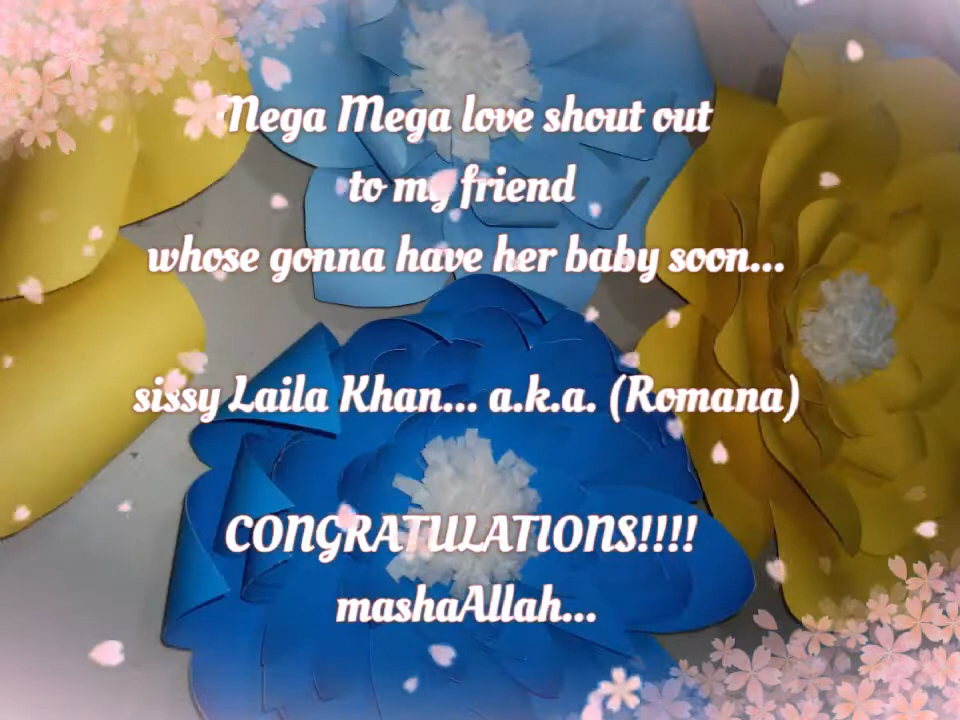 Mega Mega love shout out
to my friend
whose gonna have her baby soon...
sissy Laila Khan... a.k.a. (Romana)
CONGRATULATIONS!!!!
mashaAllah...